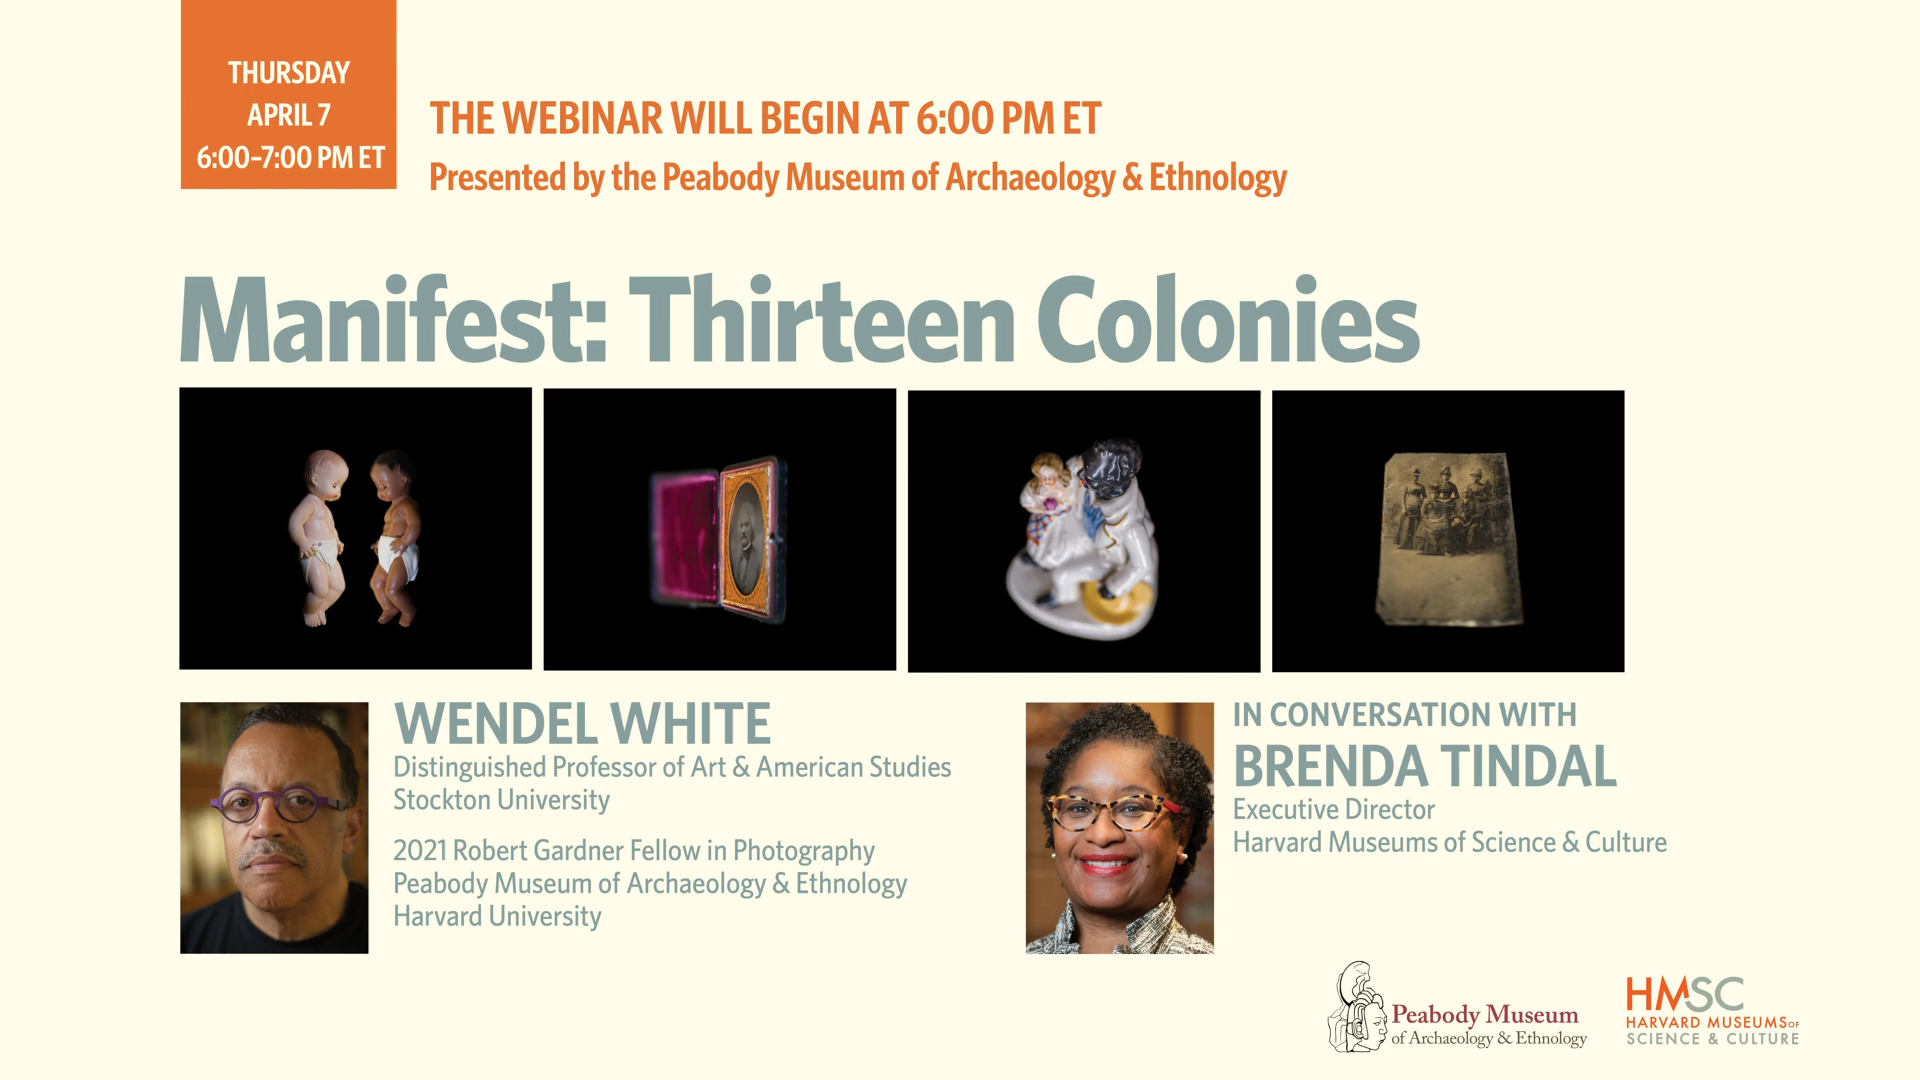 THURSDAY
APRIL 7
6:00–7:00 PM ET
THE WEBINAR WILL BEGIN AT 6:00 PM ET
Presented by the Peabody Museum of Archaeology & Ethnology
Manifest: Thirteen Colonies
WENDEL WHITE
Distinguished Professor of Art & American Studies
Stockton University
2021 Robert Gardner Fellow in Photography
Peabody Museum of Archaeology & Ethnology
Harvard University
IN CONVERSATION WITH
BRENDA TINDAL
Executive Director
Harvard Museums of Science & Culture
Peabody Museum
of Archaeology & Ethnology
HMSC
HARVARD MUSEUMS OF
SCIENCE & CULTURE